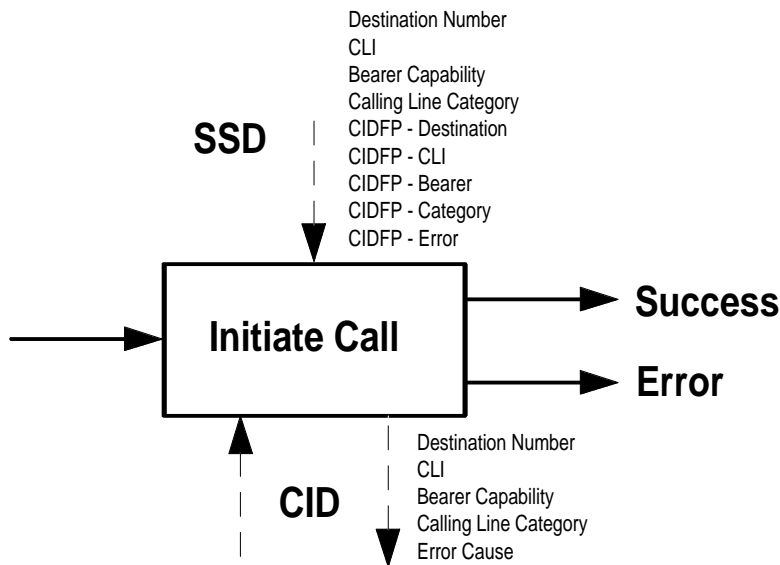 Destination Number
CLI
Bearer Capability
Calling Line Category
CIDFP - Destination
CIDFP - CLI
CIDFP - Bearer
CIDFP - Category
CIDFP - Error
SSD
Initiate Call
Success
Error
CID
Destination Number
CLI
Bearer Capability
Calling Line Category
Error Cause